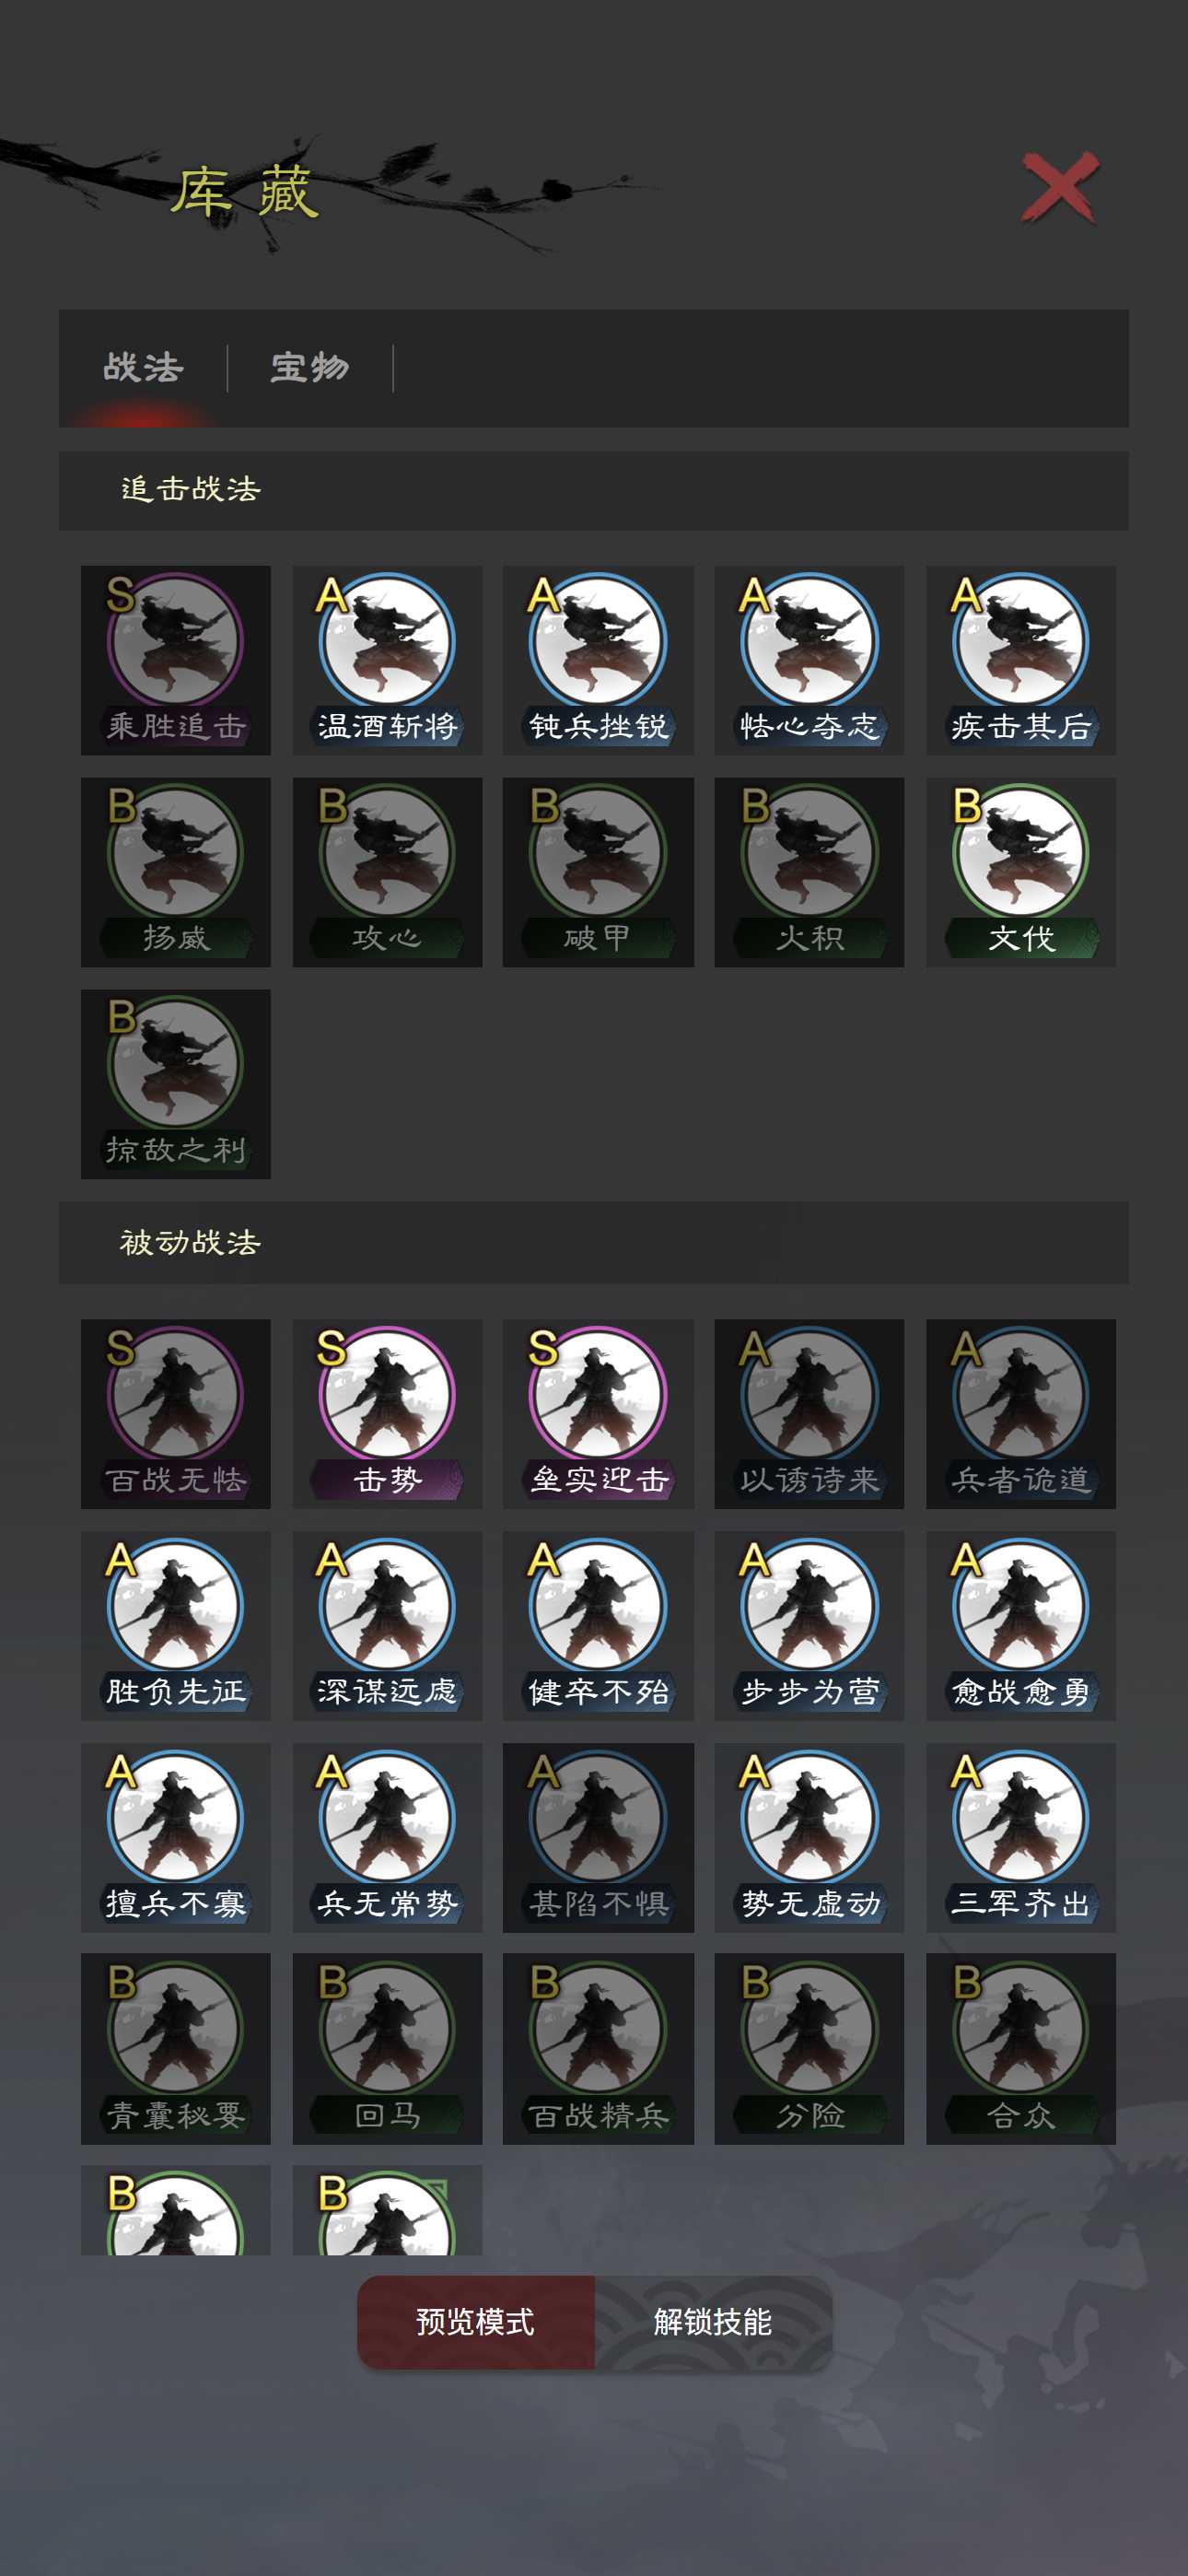 库藏
战法 宝物
追击战法
S A A A A
乘胜追击 温酒斩将 钝兵挫锐 怯心夺志 疾击其后
B B B B B
扬威 攻心 破甲 火积 文伐
B
掠敌之利
被动战法
S S S A A
百战无怯 击势 垒实迎击 以诱诗来 兵者诡道
A A A A A
胜负先证 深谋远虑 健卒不殆 步步为营 愈战愈勇
A A A A A
擅兵不寡 兵无常势 甚陷不惧 势无虚动 三军齐出
B B B B B
青囊秘要 回马 百战精兵 分险 合众
B B
预览模式 解锁技能